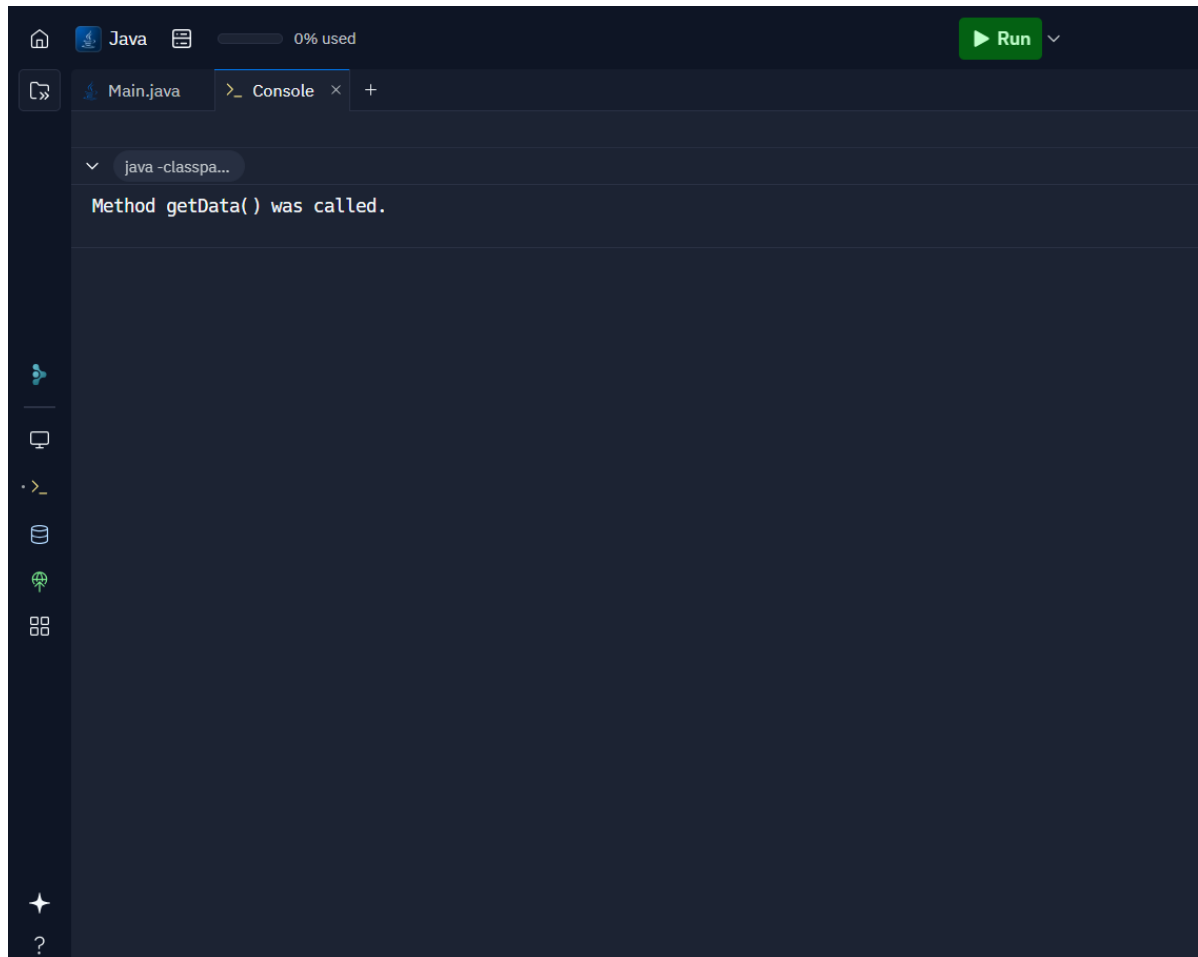 Java
0% used
Run
Main.java
>_ Console × +
java -classpa...
Method getData() was called.
>_
?